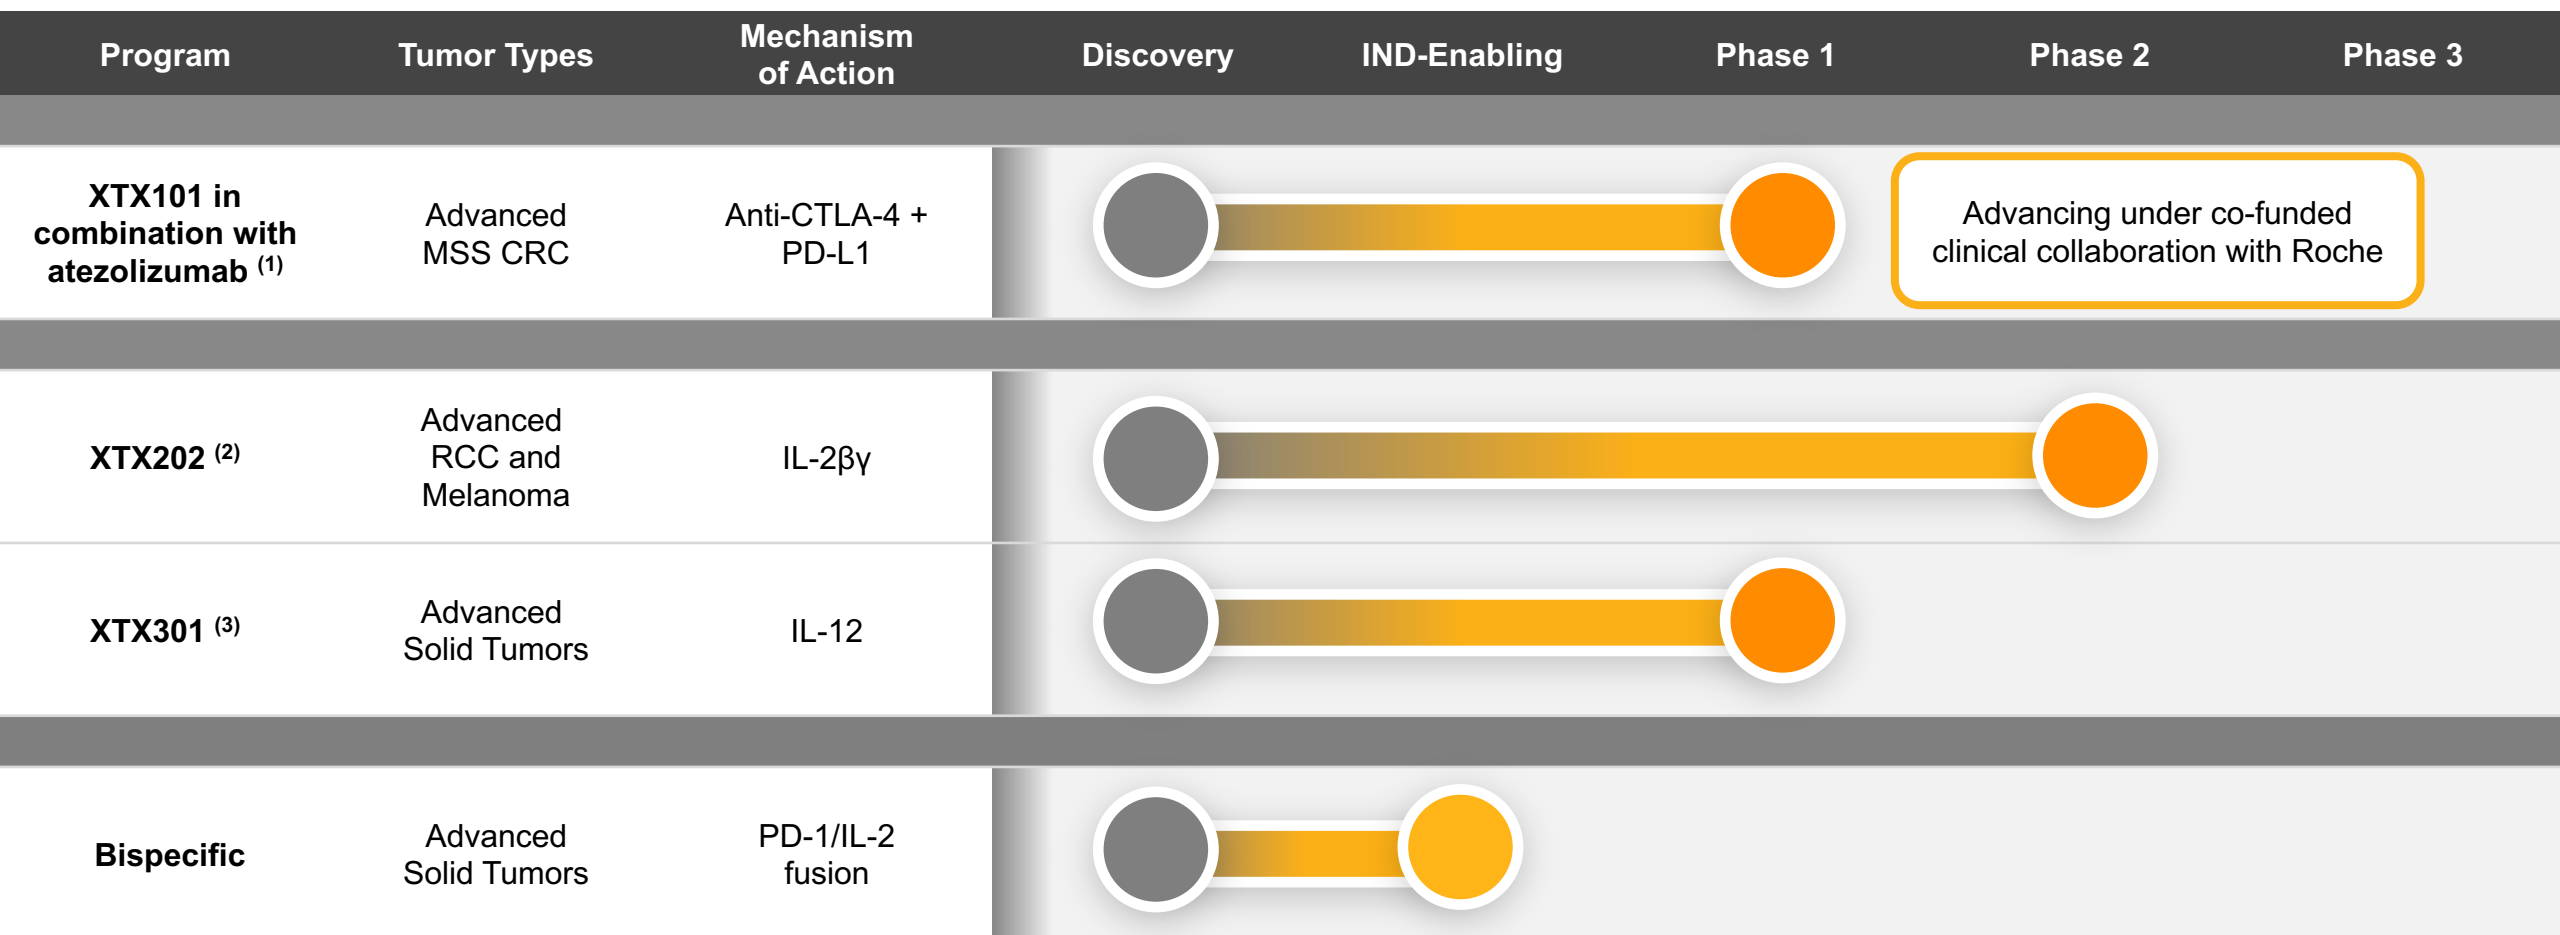 Program
Tumor Types
Mechanism
of Action
Discovery
IND-Enabling
Phase 1
Phase 2
Phase 3
XTX101 in
combination with
atezolizumab (1)
Advanced
MSS CRC
Anti-CTLA-4 +
PD-L1
Advancing under co-funded
clinical collaboration with Roche
XTX202 (2)
Advanced
RCC and
Melanoma
IL-2βγ
XTX301 (3)
Advanced
Solid Tumors
IL-12
Bispecific
Advanced
Solid Tumors
PD-1/IL-2
fusion